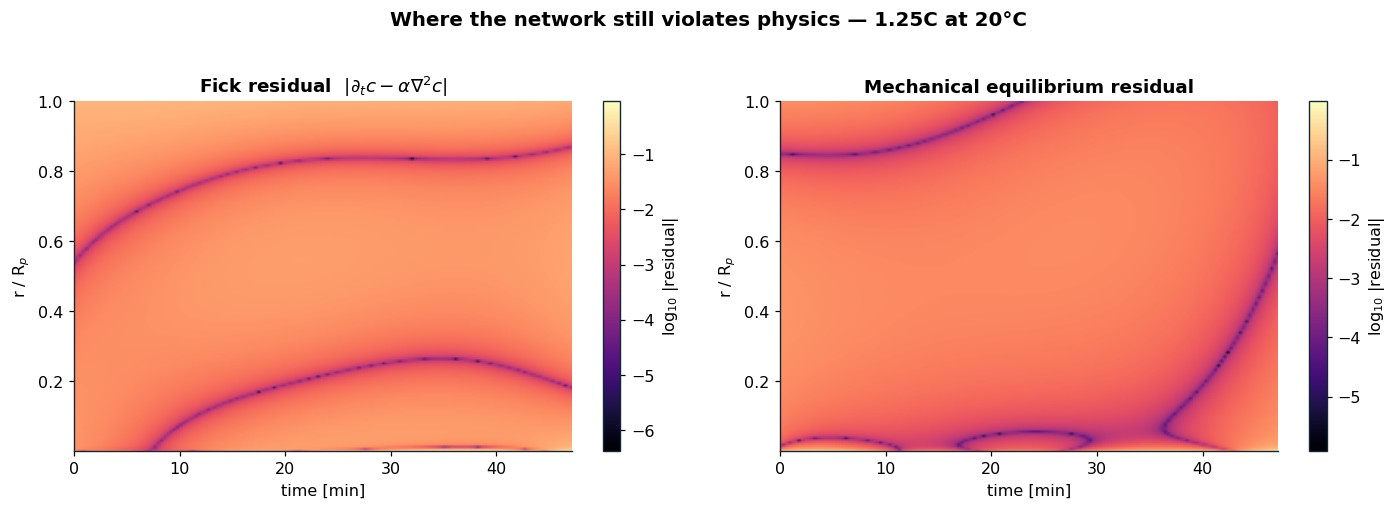 Where the network still violates physics — 1.25C at 20°C
Fick residual |∂ₜc − α∇²c|
1.0
0.8
0.6
0.4
0.2
r / Rₚ
0 10 20 30 40
time [min]
−1
−2
−3
−4
−5
−6
log₁₀ |residual|
Mechanical equilibrium residual
1.0
0.8
0.6
0.4
0.2
r / Rₚ
0 10 20 30 40
time [min]
−1
−2
−3
−4
−5
log₁₀ |residual|